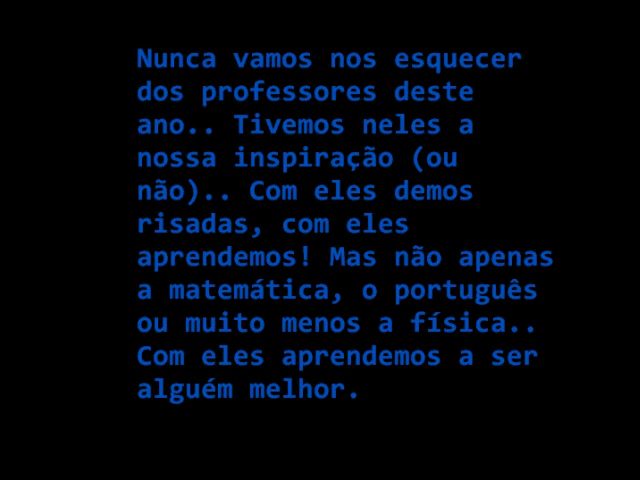 Nunca vamos nos esquecer
dos professores deste
ano.. Tivemos neles a
nossa inspiração (ou
não).. Com eles demos
risadas, com eles
aprendemos! Mas não apenas
a matemática, o português
ou muito menos a física..
Com eles aprendemos a ser
alguém melhor.